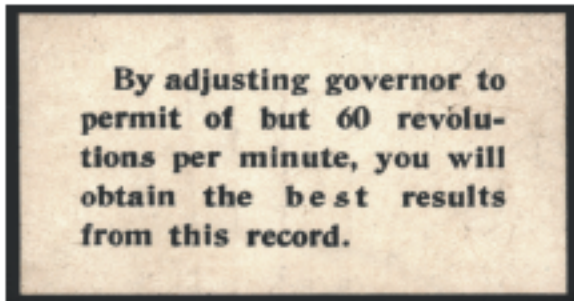 By adjusting governor to
permit of but 60 revolu-
tions per minute, you will
obtain the best results
from this record.